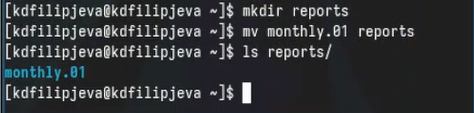 [kdfilipjeva@kdfilipjeva ~]$ mkdir reports
[kdfilipjeva@kdfilipjeva ~]$ mv monthly.01 reports
[kdfilipjeva@kdfilipjeva ~]$ ls reports/
monthly.01
[kdfilipjeva@kdfilipjeva ~]$